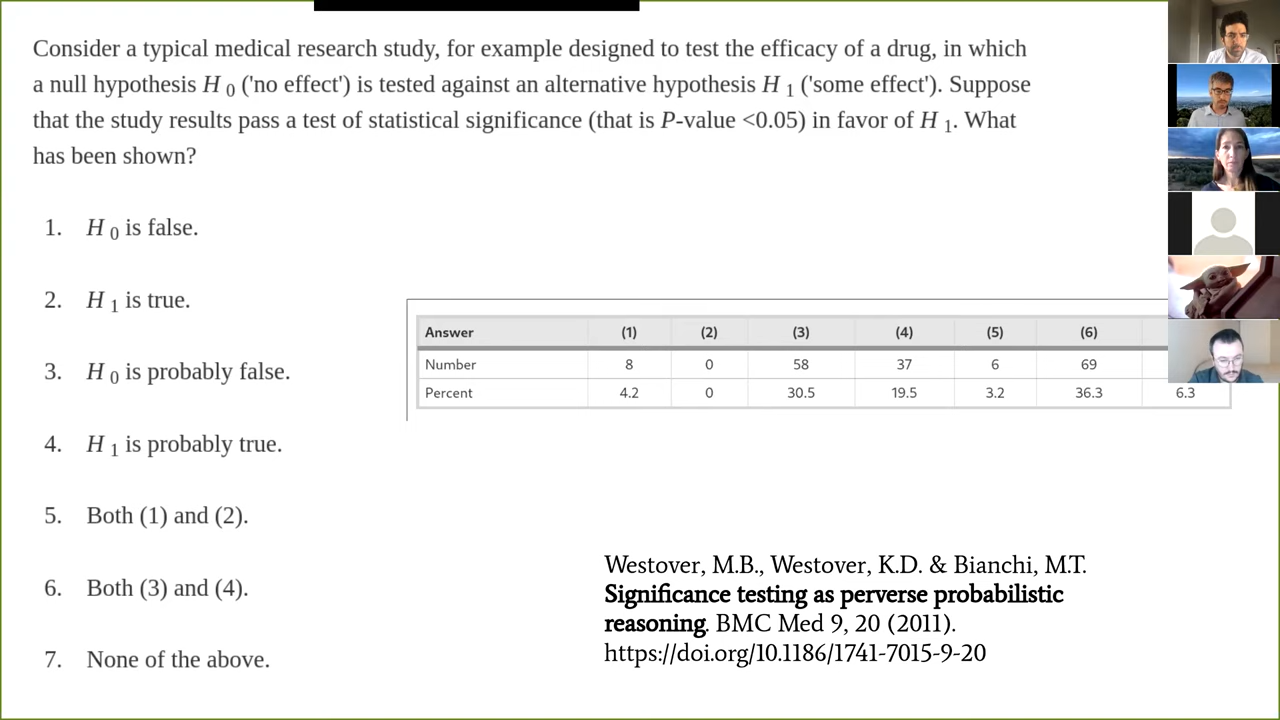 Consider a typical medical research study, for example designed to test the efficacy of a drug, in which
a null hypothesis H 0 ('no effect') is tested against an alternative hypothesis H 1 ('some effect'). Suppose
that the study results pass a test of statistical significance (that is P-value <0.05) in favor of H 1. What
has been shown?
1. H 0 is false.
2. H 1 is true.
3. H 0 is probably false.
4. H 1 is probably true.
5. Both (1) and (2).
6. Both (3) and (4).
7. None of the above.
Answer (1) (2) (3) (4) (5) (6)
Number 8 0 58 37 6 69
Percent 4.2 0 30.5 19.5 3.2 36.3 6.3
Westover, M.B., Westover, K.D. & Bianchi, M.T.
Significance testing as perverse probabilistic
reasoning. BMC Med 9, 20 (2011).
https://doi.org/10.1186/1741-7015-9-20